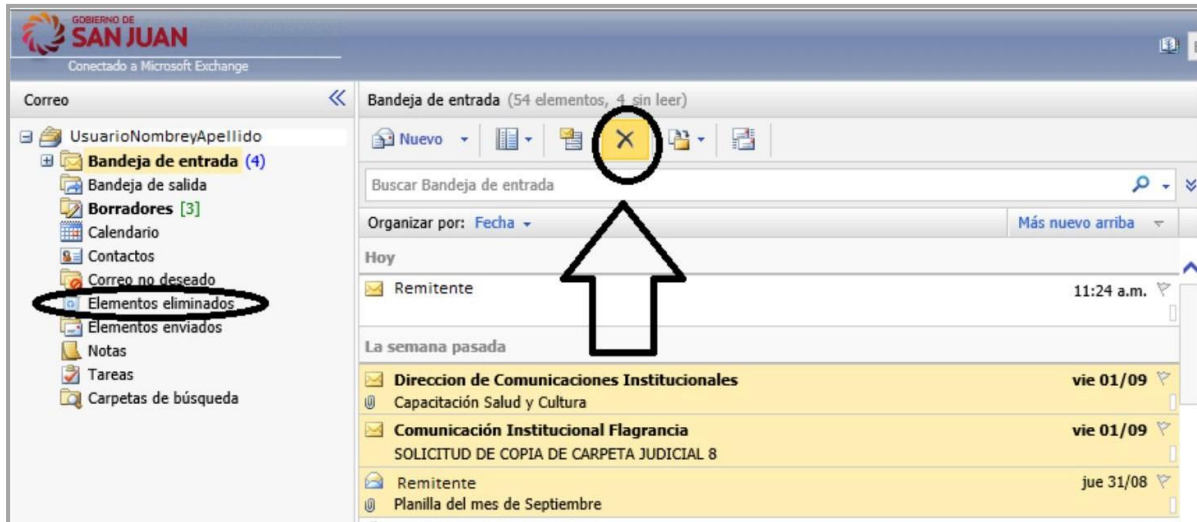 GOBIERNO DE
SAN JUAN
Conectado a Microsoft Exchange
Correo
UsuarioNombreyApellido
Bandeja de entrada (4)
Bandeja de salida
Borradores [3]
Calendario
Contactos
Correo no deseado
Elementos eliminados
Elementos enviados
Notas
Tareas
Carpetas de búsqueda
Bandeja de entrada (54 elementos, 4 sin leer)
Nuevo
Buscar Bandeja de entrada
Organizar por: Fecha Más nuevo arriba
Hoy
Remitente 11:24 a.m.
La semana pasada
Direccion de Comunicaciones Institucionales vie 01/09
Capacitación Salud y Cultura
Comunicación Institucional Flagrancia vie 01/09
SOLICITUD DE COPIA DE CARPETA JUDICIAL 8
Remitente jue 31/08
Planilla del mes de Septiembre